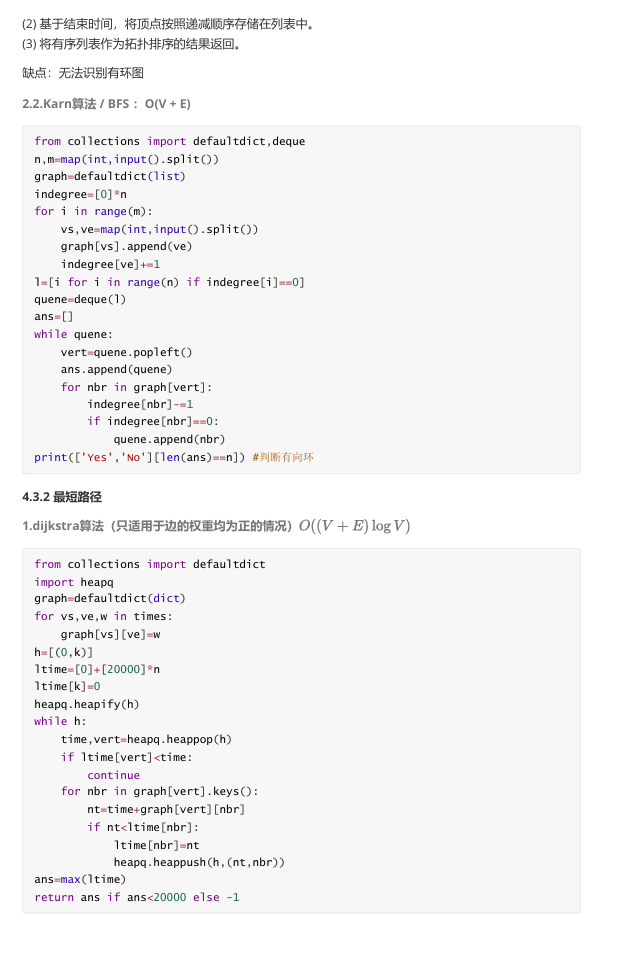 (2) 基于结束时间，将顶点按照递减顺序存储在列表中。
(3) 将有序列表作为拓扑排序的结果返回。
缺点：无法识别有环图
2.2.Karn算法 / BFS ：O(V + E)
from collections import defaultdict,deque
n,m=map(int,input().split())
graph=defaultdict(list)
indegree=[0]*n
for i in range(m):
    vs,ve=map(int,input().split())
    graph[vs].append(ve)
    indegree[ve]+=1
l=[i for i in range(n) if indegree[i]==0]
quene=deque(l)
ans=[]
while quene:
    vert=quene.popleft()
    ans.append(quene)
    for nbr in graph[vert]:
        indegree[nbr]-=1
        if indegree[nbr]==0:
            quene.append(nbr)
print(['Yes','No'][len(ans)==n]) #判断有向环
4.3.2 最短路径
1.dijkstra算法（只适用于边的权重均为正的情况）O((V + E) log V)
from collections import defaultdict
import heapq
graph=defaultdict(dict)
for vs,ve,w in times:
    graph[vs][ve]=w
h=[(0,k)]
ltime=[0]+[20000]*n
ltime[k]=0
heapq.heapify(h)
while h:
    time,vert=heapq.heappop(h)
    if ltime[vert]<time:
        continue
    for nbr in graph[vert].keys():
        nt=time+graph[vert][nbr]
        if nt<ltime[nbr]:
            ltime[nbr]=nt
            heapq.heappush(h,(nt,nbr))
ans=max(ltime)
return ans if ans<20000 else -1